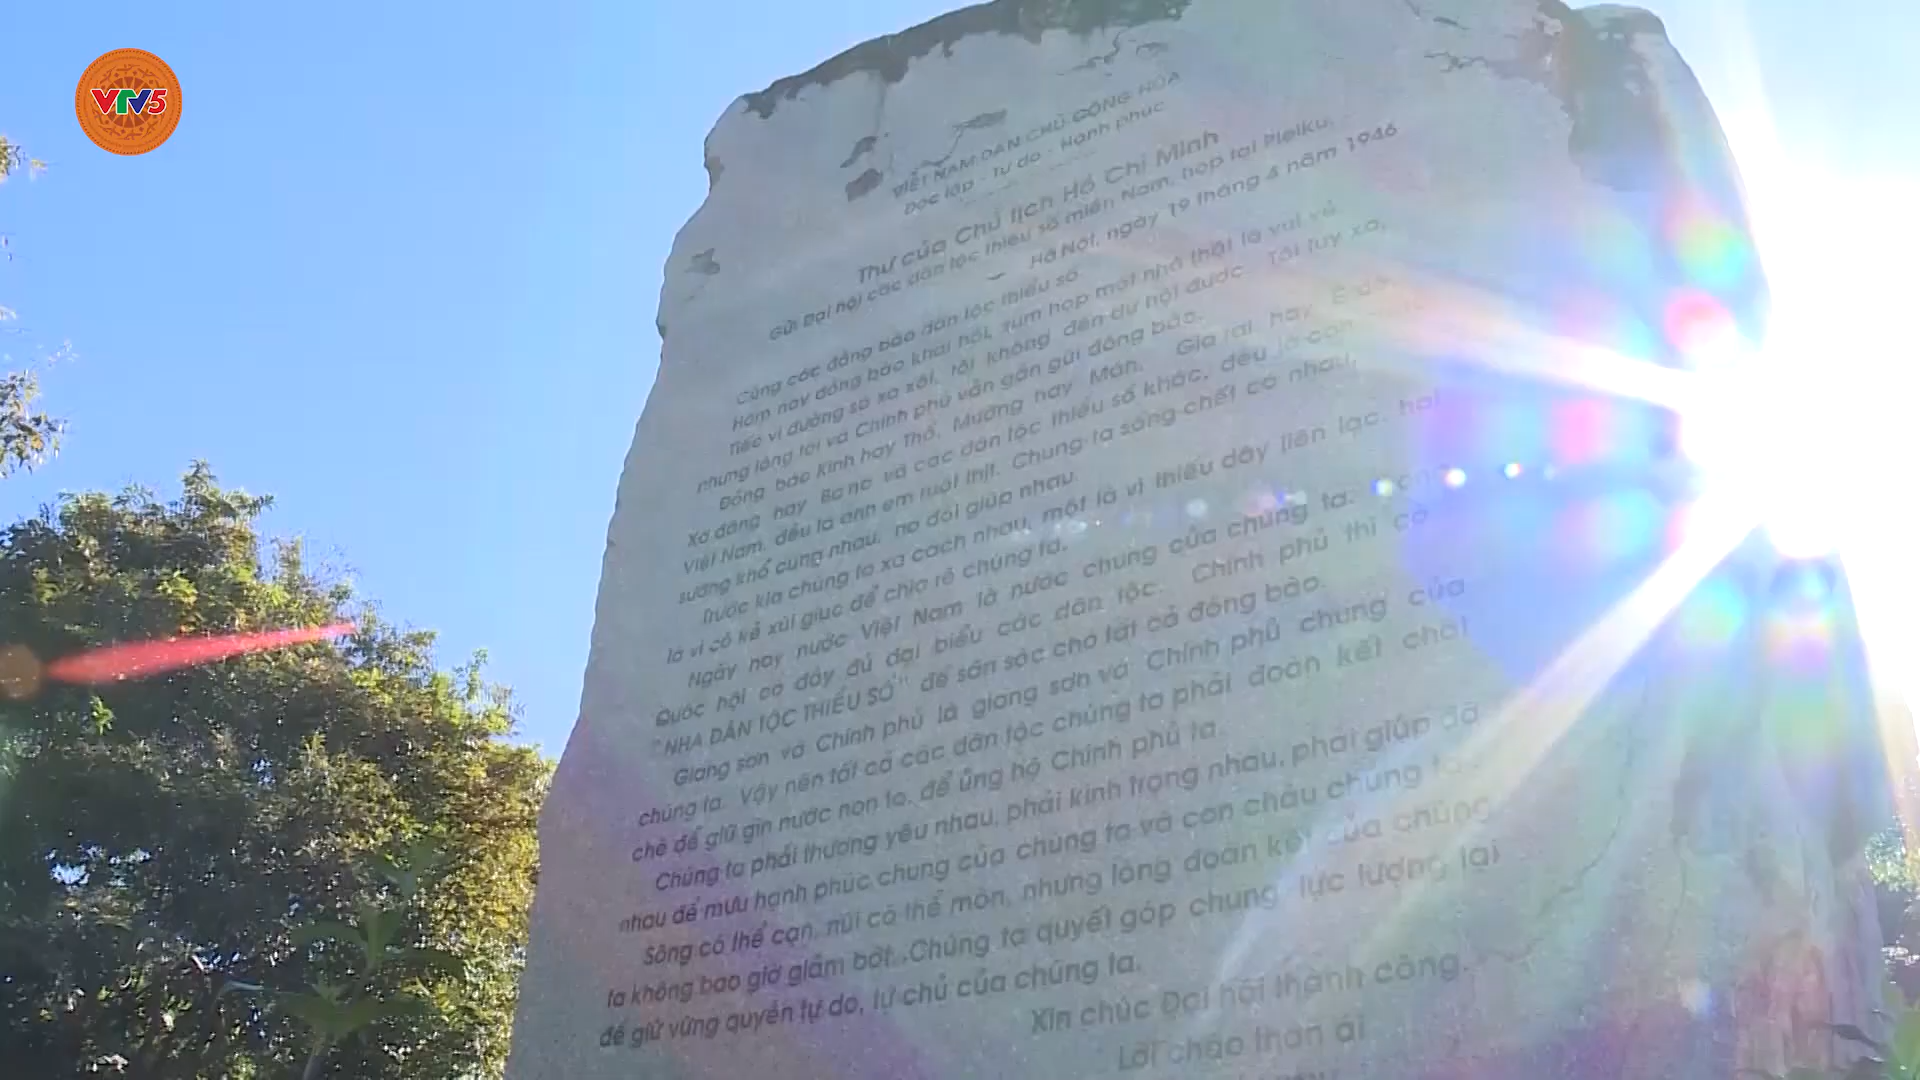 VTV5
VIỆT NAM DÂN CHỦ CỘNG HÒA
Độc lập - Tự do - Hạnh phúc
Thư của Chủ tịch Hồ Chí Minh
Gửi Đại hội các dân tộc thiểu số miền Nam, họp tại Pleiku,
Hà Nội, ngày 19 tháng 4 năm 1946
Cùng các đồng bào dân tộc thiểu số
Hôm nay đồng bào khai hội, sum họp một nhà thật là vui vẻ
Tiếc vì đường sá xa xôi, tôi không đến dự hội được. Tôi tuy xa,
nhưng lòng tôi và Chính phủ vẫn gần gũi đồng bào.
Đồng bào Kinh hay Thổ, Mường hay Mán, Gia rai hay Ê đê,
Xơ đăng hay Ba na và các dân tộc thiểu số khác, đều là con
Việt Nam, đều là anh em ruột thịt. Chúng ta sống chết có nhau,
sướng khổ cùng nhau, no đói giúp nhau.
Trước kia chúng ta xa cách nhau, một là vì thiếu dây liên lạc, hai
là vì có kẻ xúi giục để chia rẽ chúng ta.
Ngày nay nước Việt Nam là nước chung của chúng ta.
Quốc hội có đầy đủ đại biểu các dân tộc. Chính phủ thì có
"NHA DÂN TỘC THIỂU SỐ" để săn sóc cho tất cả đồng bào.
Giang sơn và Chính phủ là giang sơn và Chính phủ chung của
chúng ta. Vậy nên tất cả các dân tộc chúng ta phải đoàn kết chặt
chẽ để giữ gìn nước non ta, để ủng hộ Chính phủ ta.
Chúng ta phải thương yêu nhau, phải kính trọng nhau, phải giúp đỡ
nhau để mưu hạnh phúc chung của chúng ta và con cháu chúng ta.
Sông có thể cạn, núi có thể mòn, nhưng lòng đoàn kết của chúng
ta không bao giờ giảm bớt. Chúng ta quyết góp chung lực lượng lại
để giữ vững quyền tự do, tự chủ của chúng ta.
Xin chúc Đại hội thành công.
Lời chào thân ái